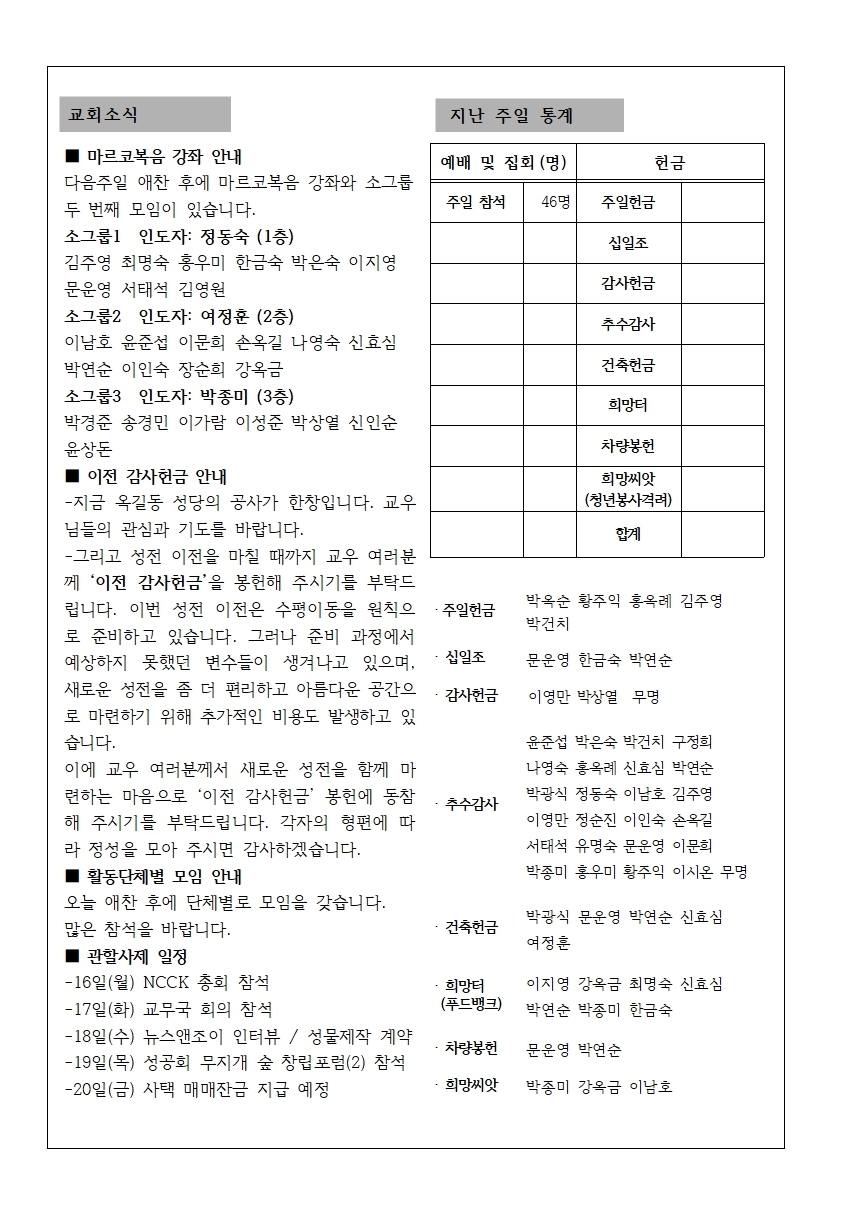 교회소식
■ 마르코복음 강좌 안내
다음주일 애찬 후에 마르코복음 강좌와 소그룹
두 번째 모임이 있습니다.
소그룹1 인도자: 정동숙 (1층)
김주영 최명숙 홍우미 한금숙 박은숙 이지영
문운영 서태석 김영원
소그룹2 인도자: 여정훈 (2층)
이남호 윤준섭 이문희 손옥길 나영숙 신효심
박연순 이인숙 장순희 강옥금
소그룹3 인도자: 박종미 (3층)
박경준 송경민 이가람 이성준 박상열 신인순
윤상돈
■ 이전 감사헌금 안내
-지금 옥길동 성당의 공사가 한창입니다. 교우
님들의 관심과 기도를 바랍니다.
-그리고 성전 이전을 마칠 때까지 교우 여러분
께 ‘이전 감사헌금’을 봉헌해 주시기를 부탁드
립니다. 이번 성전 이전은 수평이동을 원칙으
로 준비하고 있습니다. 그러나 준비 과정에서
예상하지 못했던 변수들이 생겨나고 있으며,
새로운 성전을 좀 더 편리하고 아름다운 공간으
로 마련하기 위해 추가적인 비용도 발생하고 있
습니다.
이에 교우 여러분께서 새로운 성전을 함께 마
련하는 마음으로 ‘이전 감사헌금’ 봉헌에 동참
해 주시기를 부탁드립니다. 각자의 형편에 따
라 정성을 모아 주시면 감사하겠습니다.
■ 활동단체별 모임 안내
오늘 애찬 후에 단체별로 모임을 갖습니다.
많은 참석을 바랍니다.
■ 관할사제 일정
-16일(월) NCCK 총회 참석
-17일(화) 교무국 회의 참석
-18일(수) 뉴스앤조이 인터뷰 / 성물제작 계약
-19일(목) 성공회 무지개 숲 창립포럼(2) 참석
-20일(금) 사택 매매잔금 지급 예정
지난 주일 통계
예배 및 집회(명) 헌금
주일 참석 46명 주일헌금
십일조
감사헌금
추수감사
건축헌금
희망터
차량봉헌
희망씨앗
(청년봉사격려)
합계
· 주일헌금 박옥순 황주익 홍옥례 김주영
박건치
· 십일조 문운영 한금숙 박연순
· 감사헌금 이영만 박상열 무명
· 추수감사 윤준섭 박은숙 박건치 구정희
나영숙 홍옥례 신효심 박연순
박광식 정동숙 이남호 김주영
이영만 정순진 이인숙 손옥길
서태석 유명숙 문운영 이문희
박종미 홍우미 황주익 이시온 무명
· 건축헌금 박광식 문운영 박연순 신효심
여정훈
· 희망터 이지영 강옥금 최명숙 신효심
(푸드뱅크) 박연순 박종미 한금숙
· 차량봉헌 문운영 박연순
· 희망씨앗 박종미 강옥금 이남호